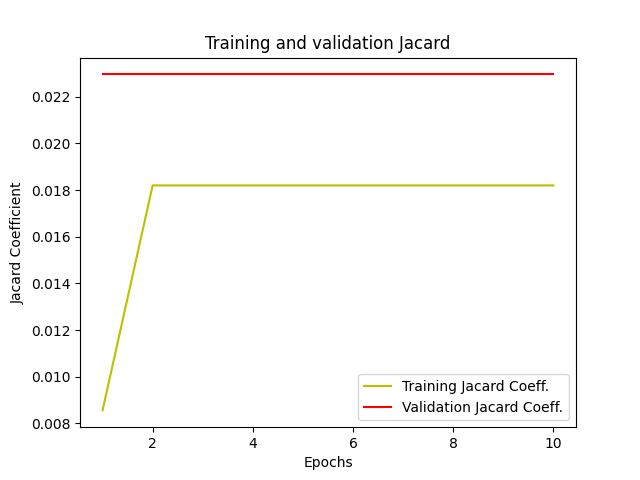 Training and validation Jacard
Jacard Coefficient
0.022
0.020
0.018
0.016
0.014
0.012
0.010
0.008
2
4
6
8
10
Epochs
Training Jacard Coeff.
Validation Jacard Coeff.